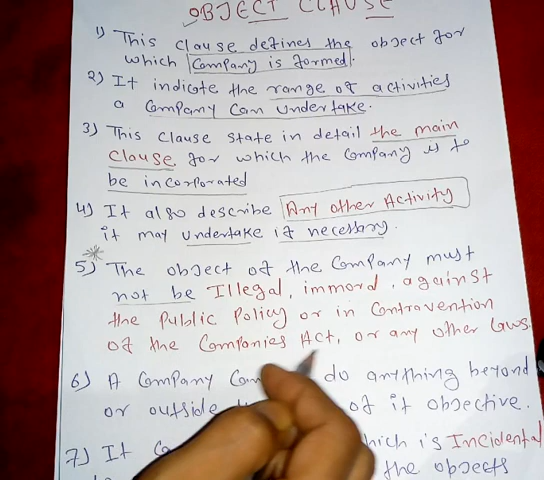 OBJECT CLAUSE
1) This clause defines the object for
which Company is formed.
2) It indicate the range of activities
a Company Can undertake.
3) This Clause state in detail the main
Clause for which the Company is to
be incorporated
4) It also describe Any other Activity
it may undertake if necessary.
5) The object of the Company must
not be Illegal, immoral, against
the Public Policy or in Contravention
of the Companies Act, or any other laws.
6) A Company do anything beyond
or outside of it objective.
7) It which is Incidental
the objects